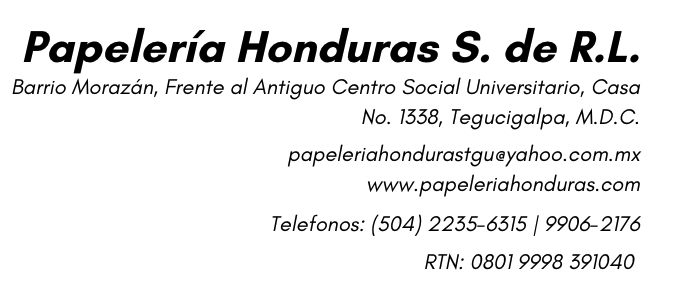 Papelería Honduras S. de R.L.
Barrio Morazán, Frente al Antiguo Centro Social Universitario, Casa
No. 1338, Tegucigalpa, M.D.C.
papeleriahondurastgu@yahoo.com.mx
www.papeleriahonduras.com
Telefonos: (504) 2235-6315 | 9906-2176
RTN: 0801 9998 391040